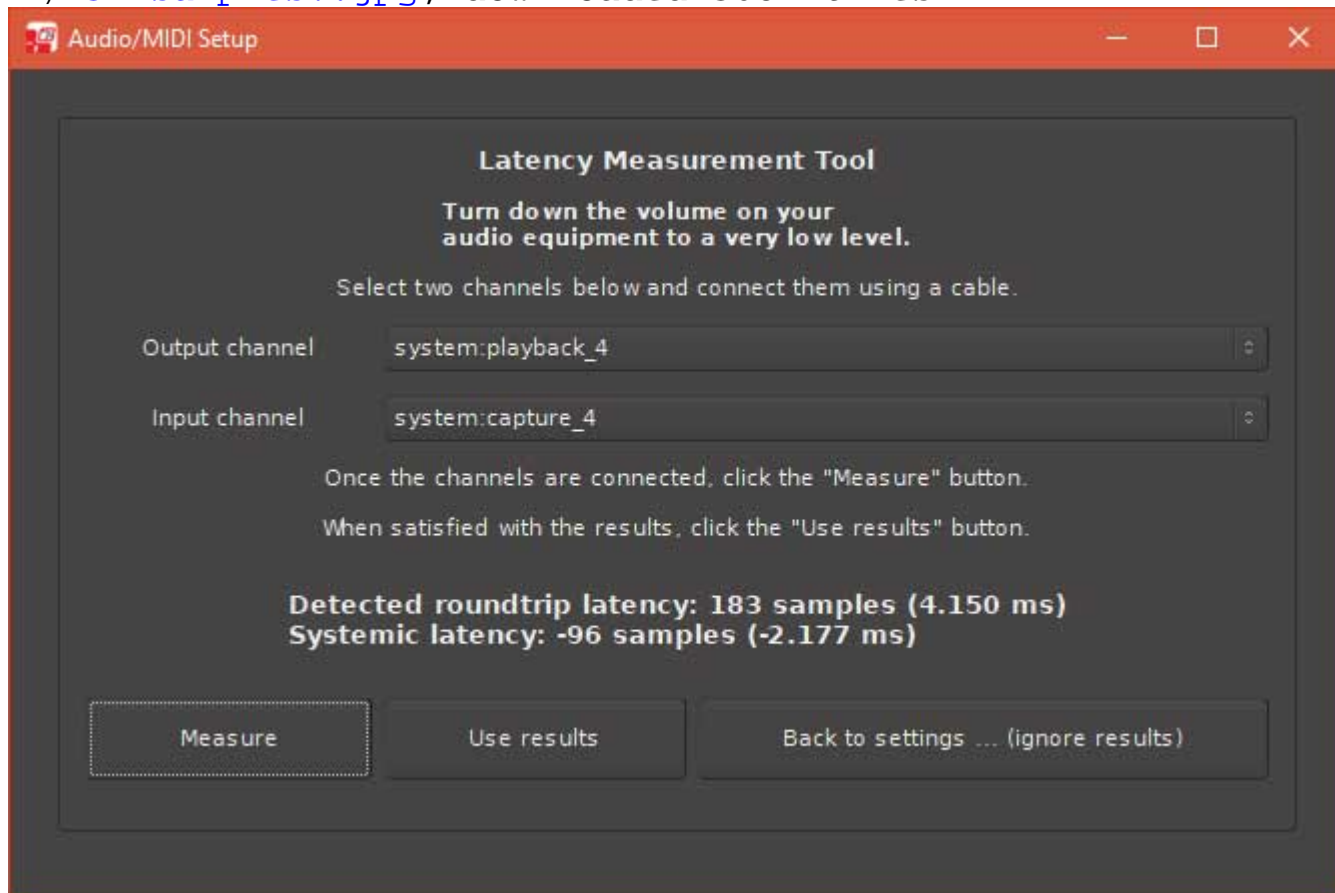 Audio/MIDI Setup
Latency Measurement Tool
Turn down the volume on your
audio equipment to a very low level.
Select two channels below and connect them using a cable.
Output channel system:playback_4
Input channel system:capture_4
Once the channels are connected, click the "Measure" button.
When satisfied with the results, click the "Use results" button.
Detected roundtrip latency: 183 samples (4.150 ms)
Systemic latency: -96 samples (-2.177 ms)
Measure Use results Back to settings ... (ignore results)